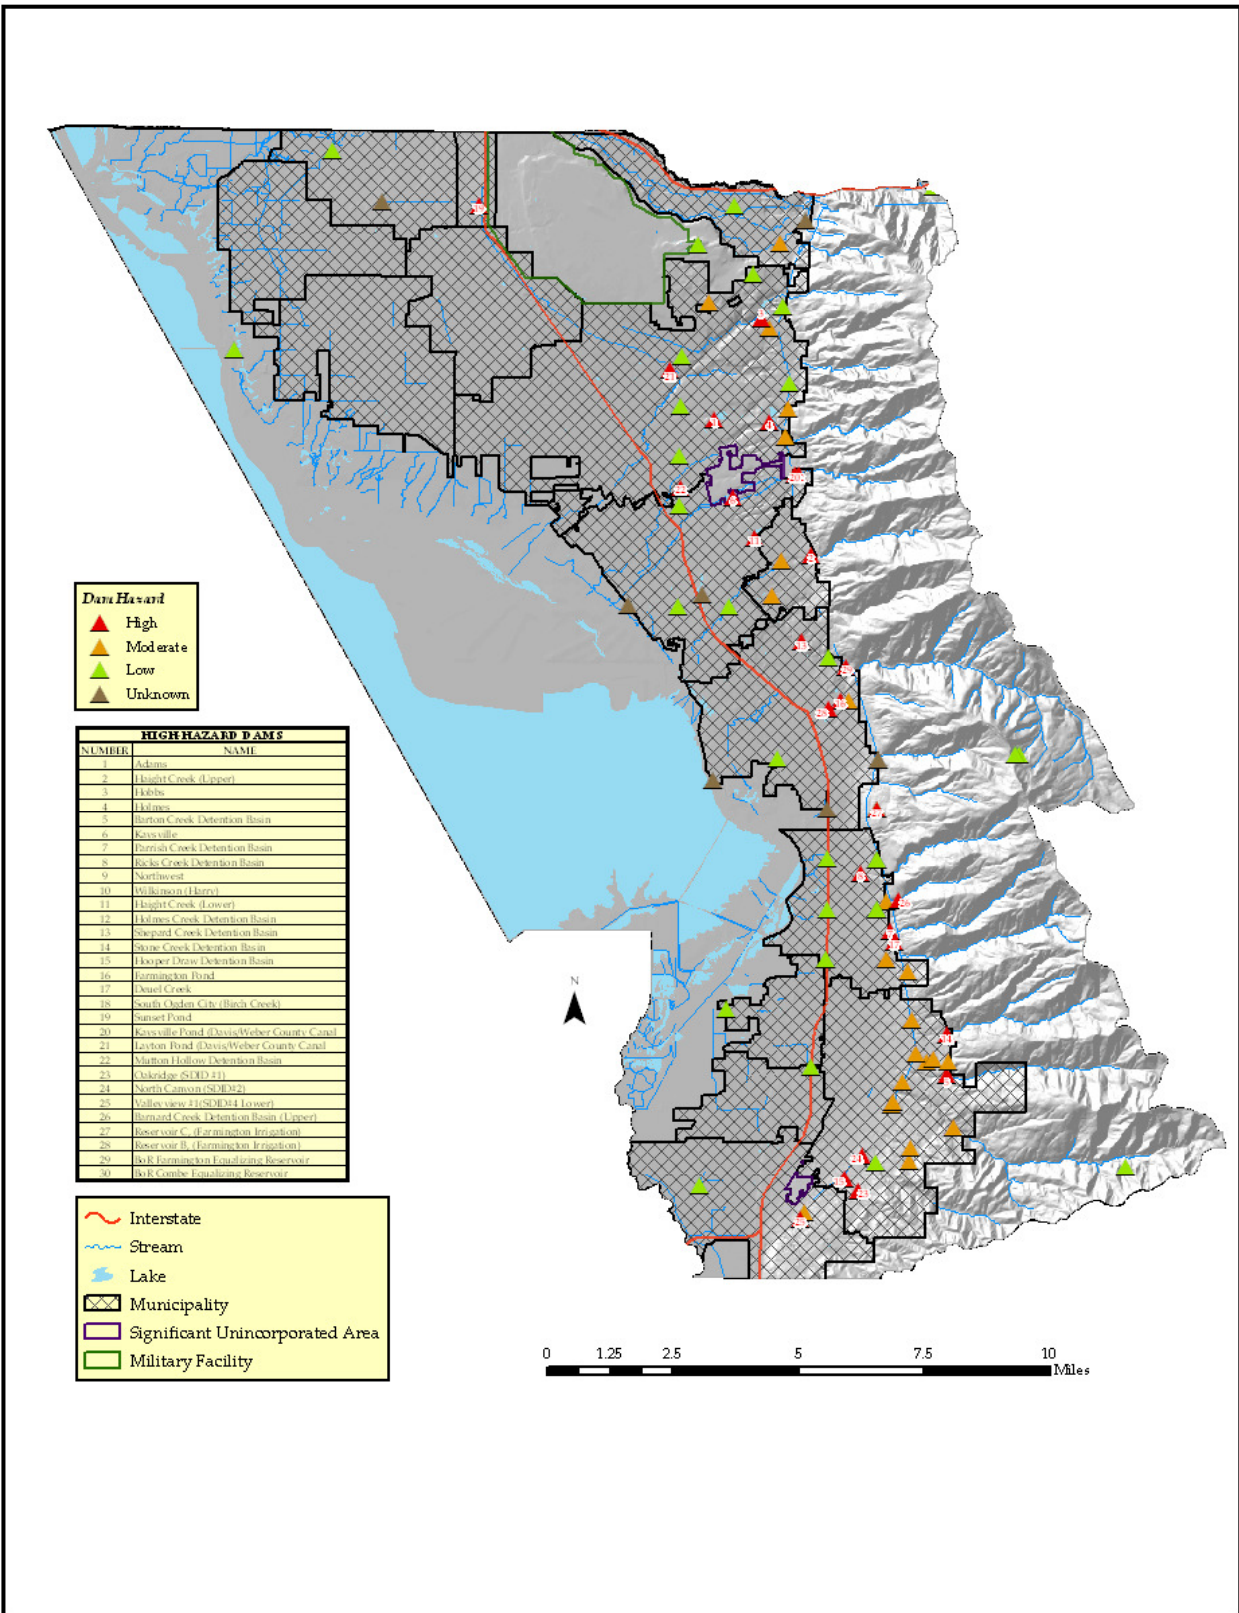 N
Dam Hazard
High
Moderate
Low
Unknown
HIGH HAZARD DAMS
NUMBER NAME
1 Adams
2 Haight Creek (Upper)
3 Hobbs
4 Holmes
5 Barton Creek Detention Basin
6 Kaysville
7 Parrish Creek Detention Basin
8 Ricks Creek Detention Basin
9 Northwest
10 Wilkinson (Harry)
11 Haight Creek (Lower)
12 Holmes Creek Detention Basin
13 Shepard Creek Detention Basin
14 Stone Creek Detention Basin
15 Hooper Draw Detention Basin
16 Farmington Pond
17 Deuel Creek
18 South Ogden City (Birch Creek)
19 Sunset Pond
20 Kaysville Pond (Davis/Weber County Canal
21 Layton Pond (Davis/Weber County Canal
22 Mutton Hollow Detention Basin
23 Oakridge (SDID #1)
24 North Canyon (SDID#2)
25 Valleyview #1(SDID#4 Lower)
26 Barnard Creek Detention Basin (Upper)
27 Reservoir C, (Farmington Irrigation)
28 Reservoir B, (Farmington Irrigation)
29 BoR Farmington Equalizing Reservoir
30 BoR Combe Equalizing Reservoir
Interstate
Stream
Lake
Municipality
Significant Unincorporated Area
Military Facility
0 1.25 2.5 5 7.5 10
Miles